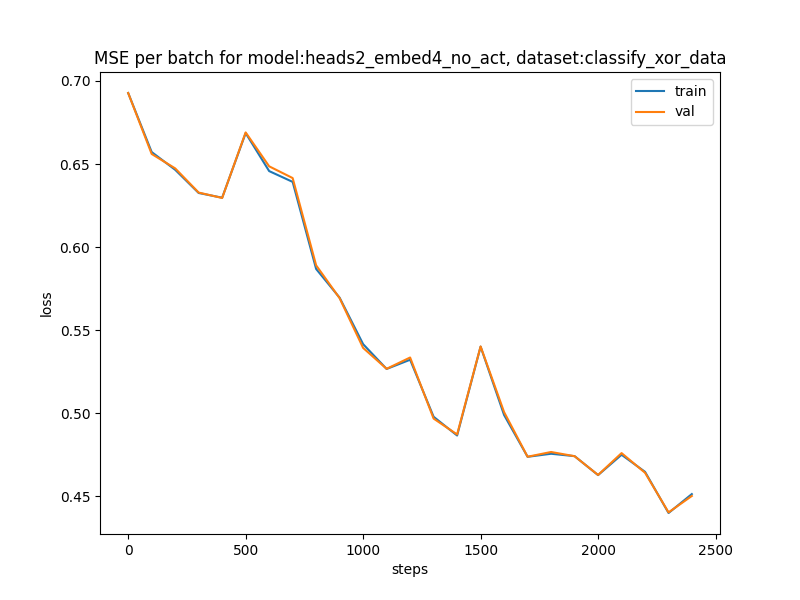 MSE per batch for model:heads2_embed4_no_act, dataset:classify_xor_data
train
val
0.70
0.65
0.60
0.55
0.50
0.45
loss
0 500 1000 1500 2000 2500
steps